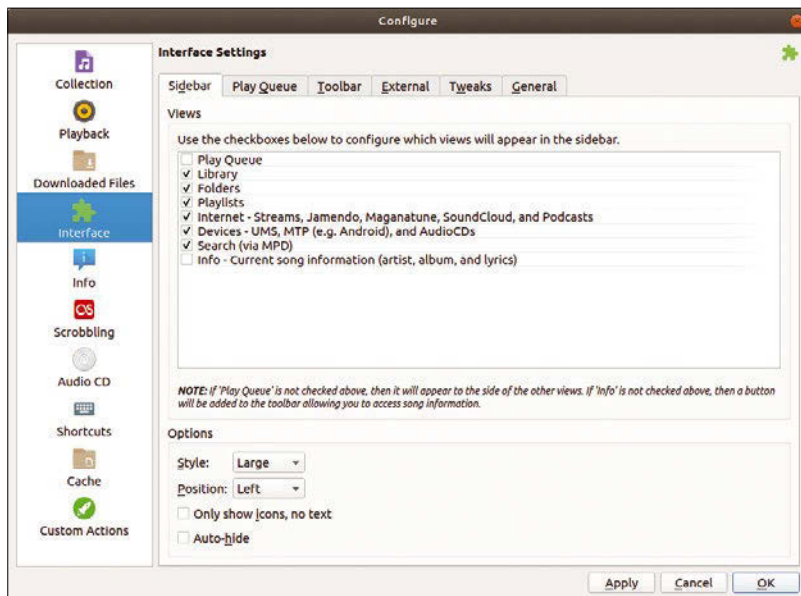 Configure
Collection
Playback
Downloaded Files
Interface
Info
Scrobbling
Audio CD
Shortcuts
Cache
Custom Actions
Interface Settings
Sidebar
Play Queue
Toolbar
External
Tweaks
General
Views
Use the checkboxes below to configure which views will appear in the sidebar.
Play Queue
Library
Folders
Playlists
Internet - Streams, Jamendo, Maganatune, SoundCloud, and Podcasts
Devices - UMS, MTP (e.g. Android), and AudioCDs
Search (via MPD)
Info - Current song information (artist, album, and lyrics)
NOTE: If 'Play Queue' is not checked above, then it will appear to the side of the other views. If 'Info' is not checked above, then a button
will be added to the toolbar allowing you to access song information.
Options
Style: Large
Position: Left
Only show icons, no text
Auto-hide
Apply
Cancel
OK